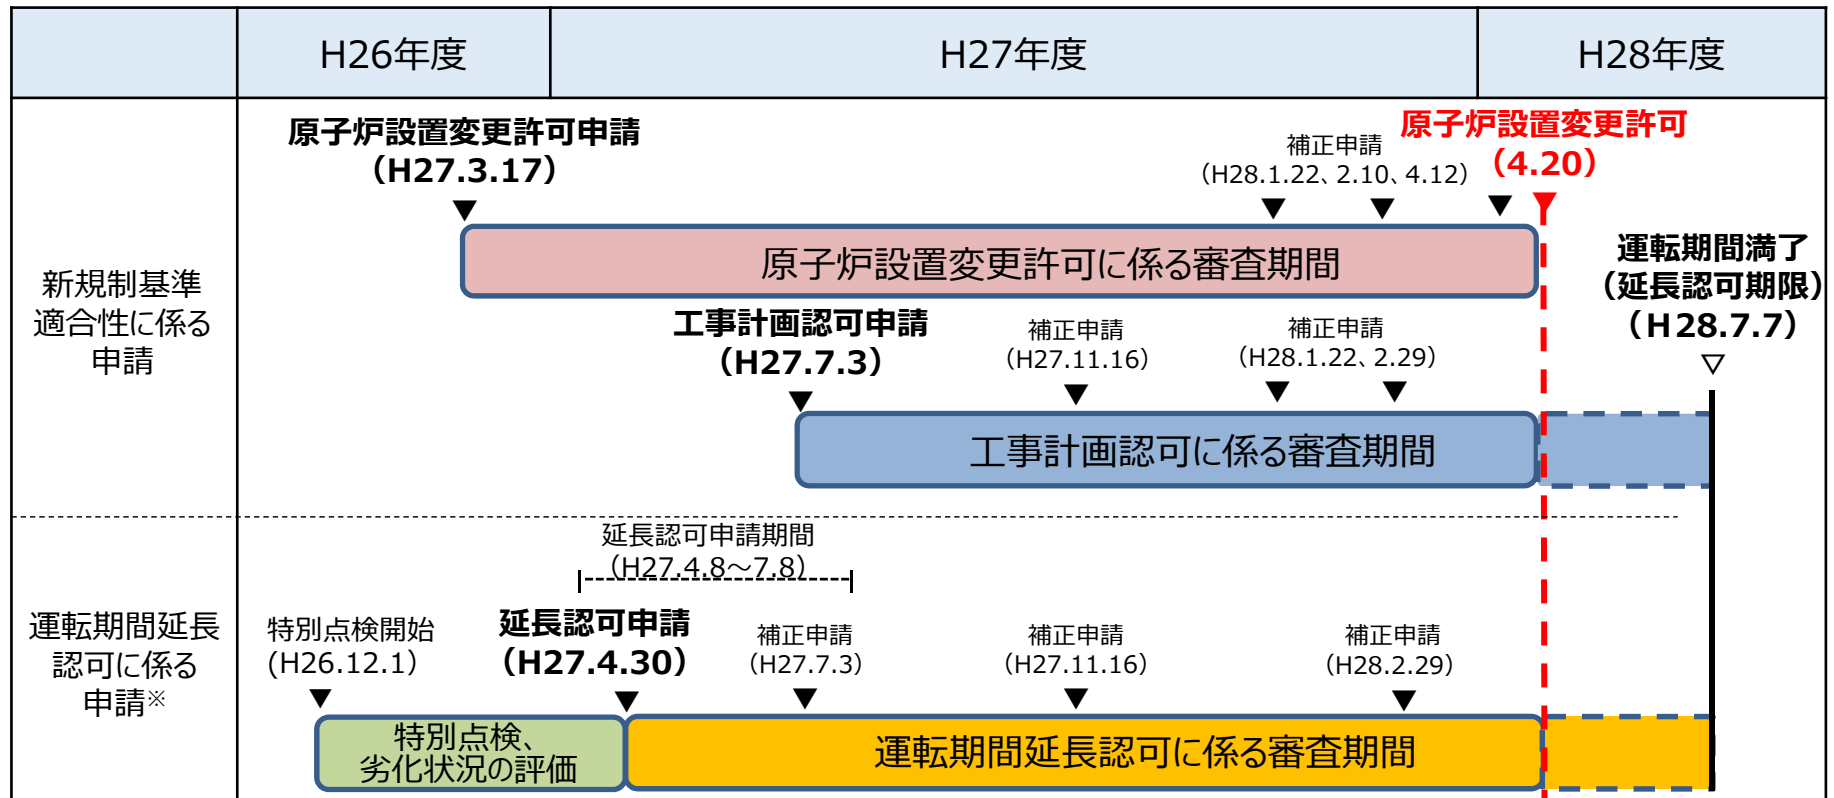 H26年度
H27年度
H28年度
新規制基準
適合性に係る
申請
原子炉設置変更許可申請
（H27.3.17）
補正申請
（H28.1.22、2.10、4.12）
原子炉設置変更許可
（4.20）
原子炉設置変更許可に係る審査期間
運転期間満了
（延長認可期限）
（Ｈ28.7.7）
工事計画認可申請
（H27.7.3）
補正申請
（H27.11.16）
補正申請
（H28.1.22、2.29）
工事計画認可に係る審査期間
運転期間延長
認可に係る
申請※
延長認可申請期間
（H27.4.8～7.8）
特別点検開始
(H26.12.1)
延長認可申請
（H27.4.30）
補正申請
（H27.7.3）
補正申請
（H27.11.16）
補正申請
（H28.2.29）
特別点検、
劣化状況の評価
運転期間延長認可に係る審査期間